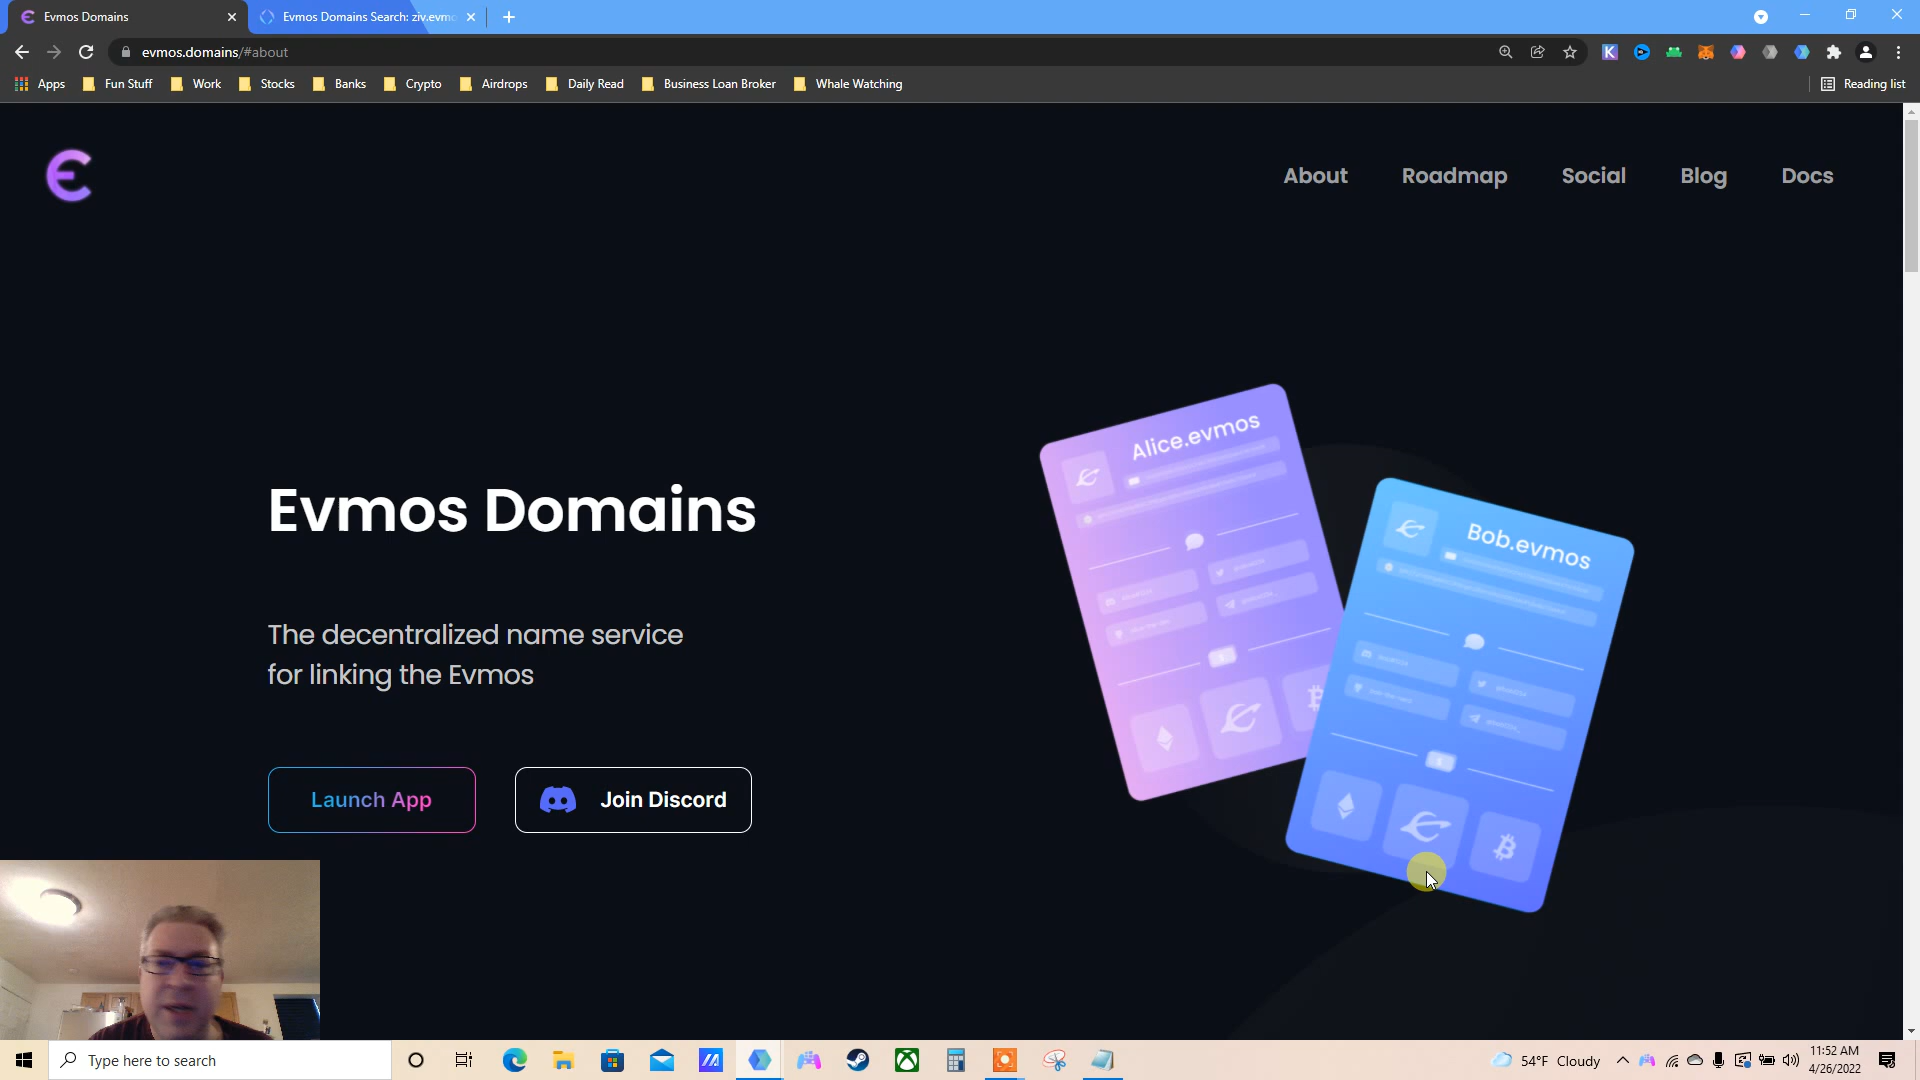 Evmos Domains
Evmos Domains Search: ziv.evmo
evmos.domains/#about
Apps
Fun Stuff
Work
Stocks
Banks
Crypto
Airdrops
Daily Read
Business Loan Broker
Whale Watching
Reading list
About
Roadmap
Social
Blog
Docs
Alice.evmos
Bob.evmos
Evmos Domains
The decentralized name service
for linking the Evmos
Launch App
Join Discord
Type here to search
54°F Cloudy
11:52 AM
4/26/2022